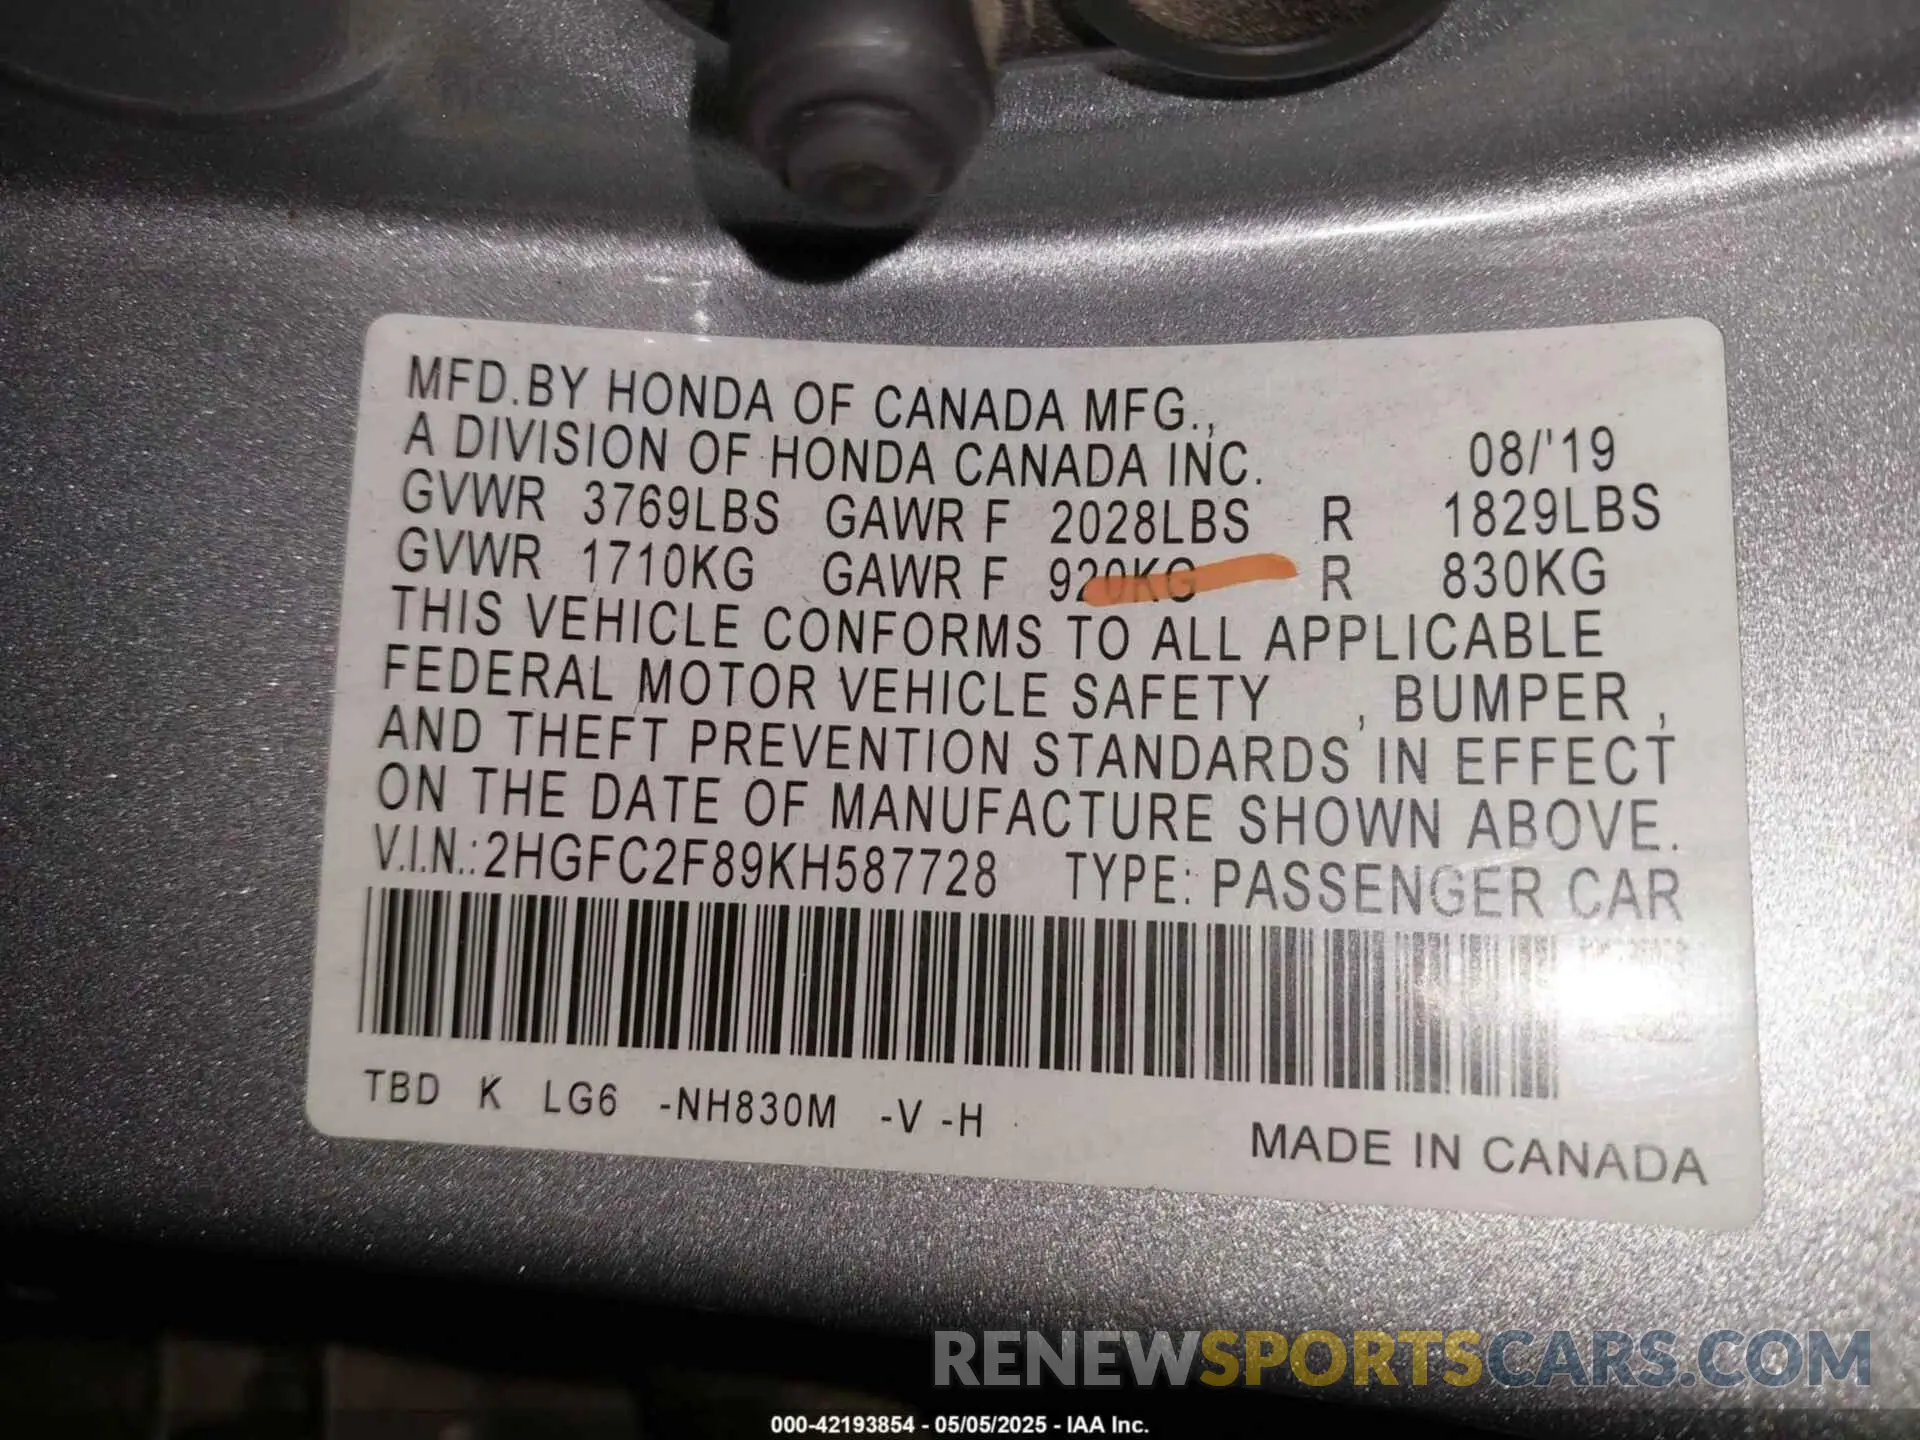 MFD.BY HONDA OF CANADA MFG.,
A DIVISION OF HONDA CANADA INC. 08/'19
GVWR 3769LBS GAWR F 2028LBS R 1829LBS
GVWR 1710KG GAWR F 920KG R 830KG
THIS VEHICLE CONFORMS TO ALL APPLICABLE
FEDERAL MOTOR VEHICLE SAFETY , BUMPER ,
AND THEFT PREVENTION STANDARDS IN EFFECT
ON THE DATE OF MANUFACTURE SHOWN ABOVE.
V.I.N.:2HGFC2F89KH587728 TYPE: PASSENGER CAR
TBD K LG6 -NH830M -V -H
MADE IN CANADA
RENEWSPORTSCARS.COM
000-42193854 - 05/05/2025 - IAA Inc.